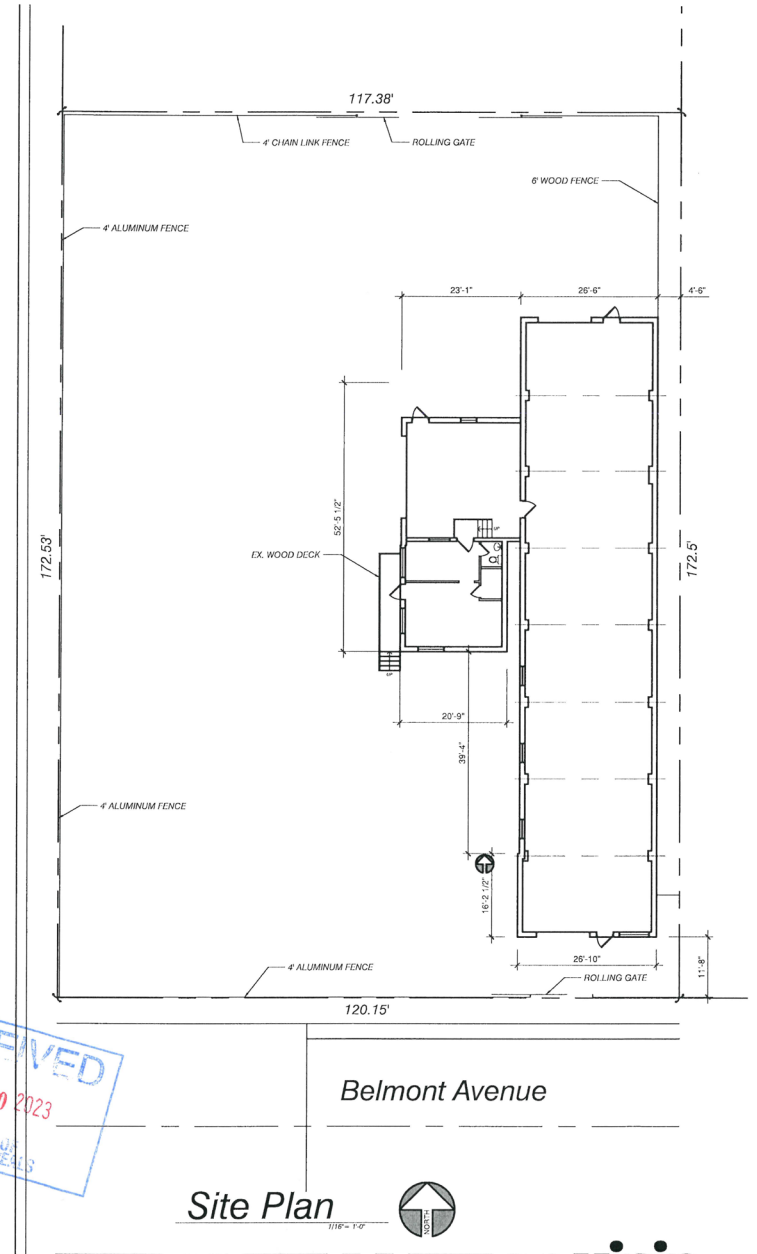 117.38'
4' CHAIN LINK FENCE
ROLLING GATE
6' WOOD FENCE
4' ALUMINUM FENCE
23'-1"
26'-6"
4'-6"
52'-5 1/2"
UP
172.53'
EX. WOOD DECK
172.5'
UP
20'-9"
39'-4"
4' ALUMINUM FENCE
16'-2 1/2"
26'-10"
11'-8"
4' ALUMINUM FENCE
ROLLING GATE
120.15'
Belmont Avenue
2023
OF
Site Plan
1/16" = 1'-0"
NORTH